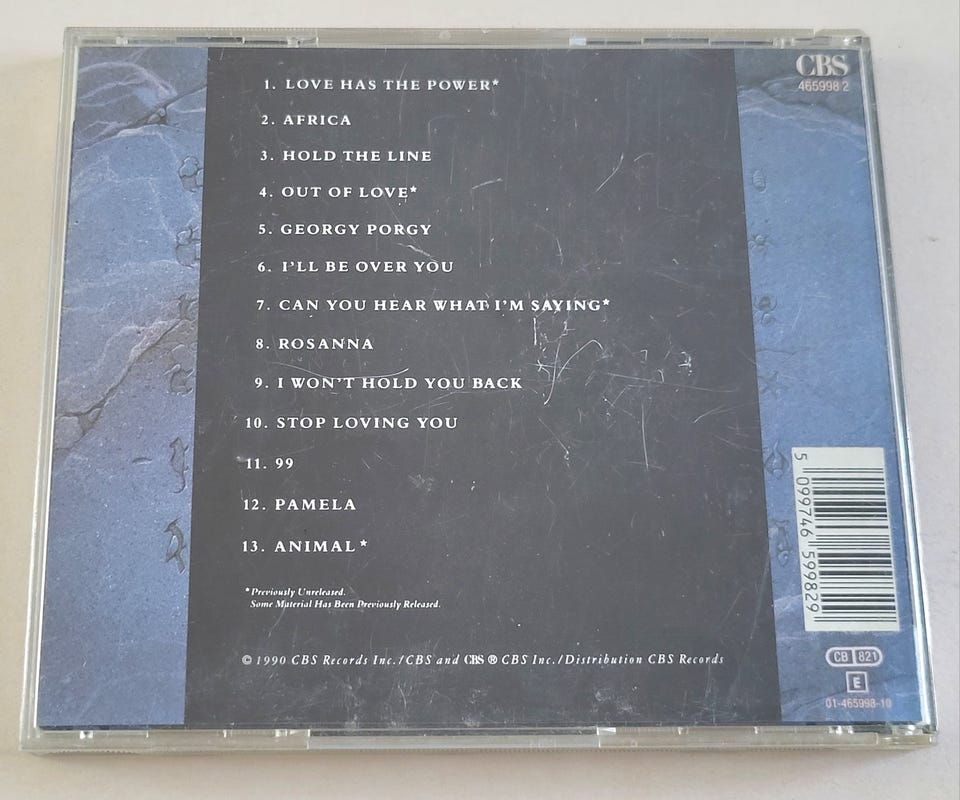 1. LOVE HAS THE POWER*
2. AFRICA
3. HOLD THE LINE
4. OUT OF LOVE*
5. GEORGY PORGY
6. I'LL BE OVER YOU
7. CAN YOU HEAR WHAT I'M SAYING*
8. ROSANNA
9. I WON'T HOLD YOU BACK
10. STOP LOVING YOU
11. 99
12. PAMELA
13. ANIMAL*
*Previously Unreleased.
Some Material Has Been Previously Released.
© 1990 CBS Records Inc./CBS and CBS ® CBS Inc./Distribution CBS Records
CBS
465998 2
5 099746 599829
CB 821
E
01-465998-10